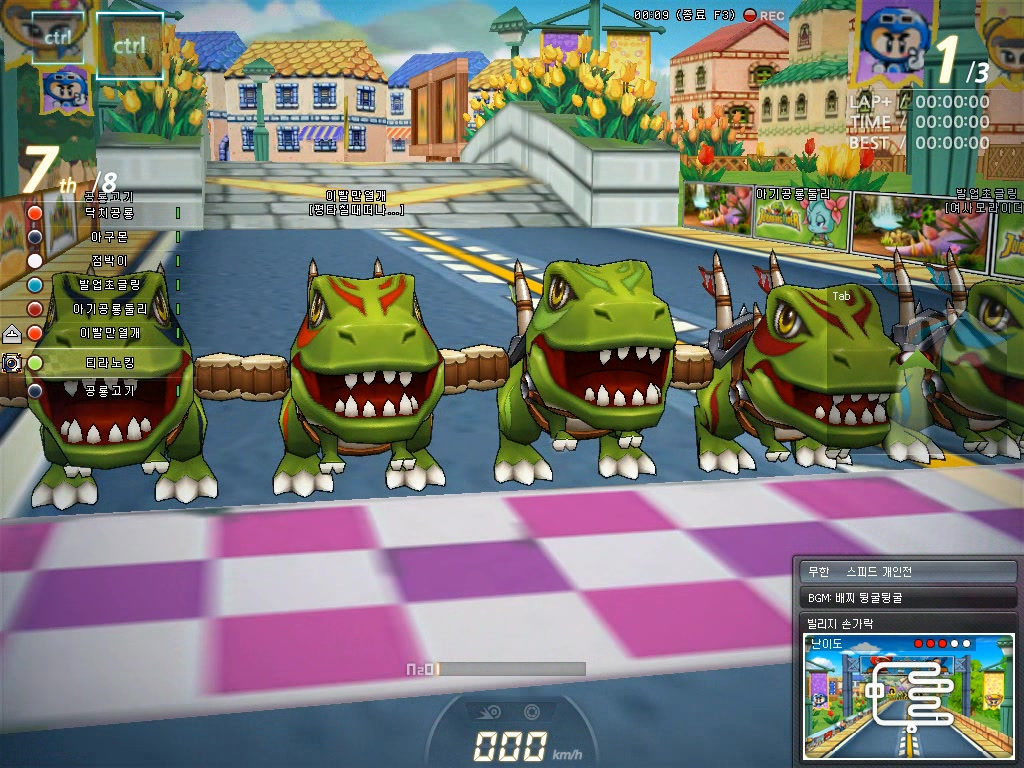 ctrl
ctrl
00:09 (종료 F3) REC
1/3
LAP+ / 00:00:00
TIME / 00:00:00
BEST. / 00:00:00
7th /8
공룡고기
닥치공룡
아구몬
점박이
발업초글링
아기공룡둘리
이빨만열개
티라노킹
공룡고기
이빨만열개
아기공룡둘리
발업초글링
Tab
무한 스피드 개인전
BGM: 배찌 뒹굴뒹굴
빌리지 손가락
난이도
N2O
000 km/h